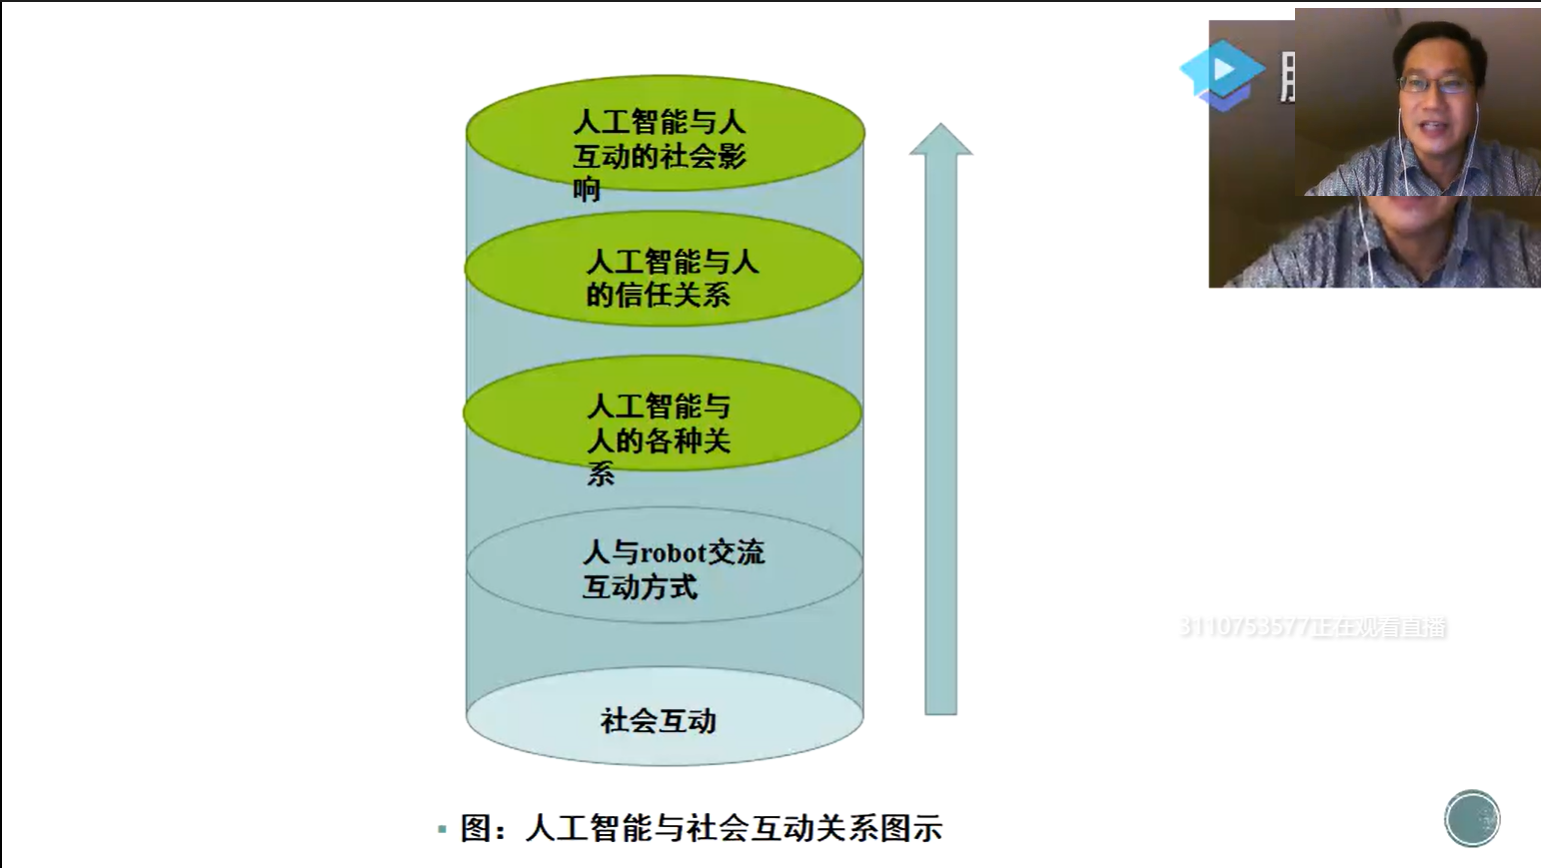 人工智能与人
互动的社会影
响
人工智能与人
的信任关系
人工智能与
人的各种关
系
人与robot交流
互动方式
社会互动
3110753577正在观看直播
图：人工智能与社会互动关系图示